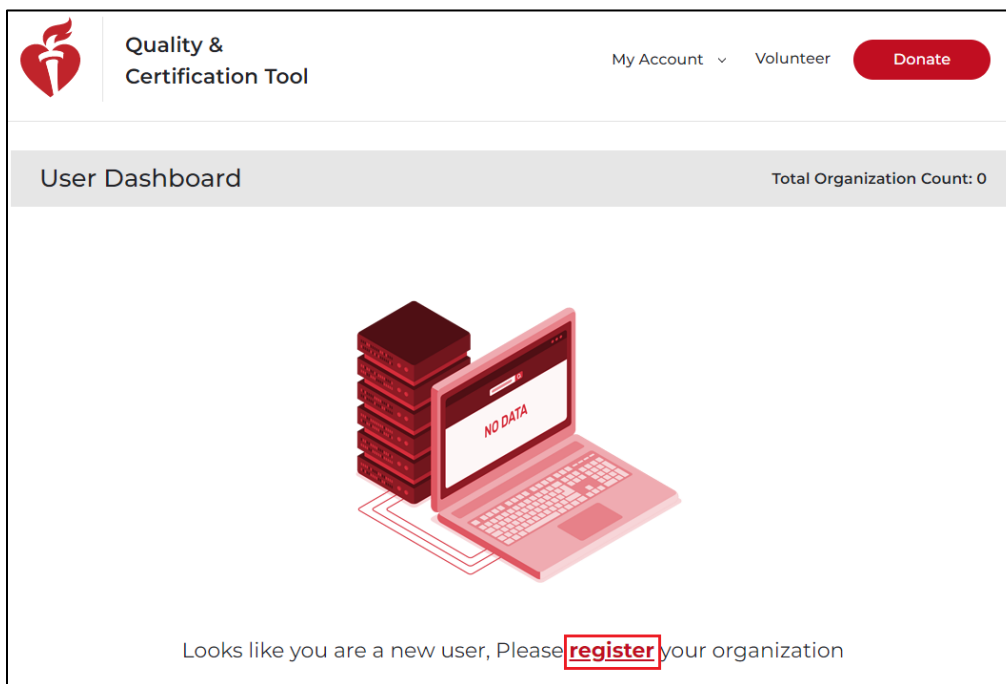 Quality &
Certification Tool
My Account
Volunteer
Donate
User Dashboard
Total Organization Count: 0
NO DATA
Looks like you are a new user, Please register your organization